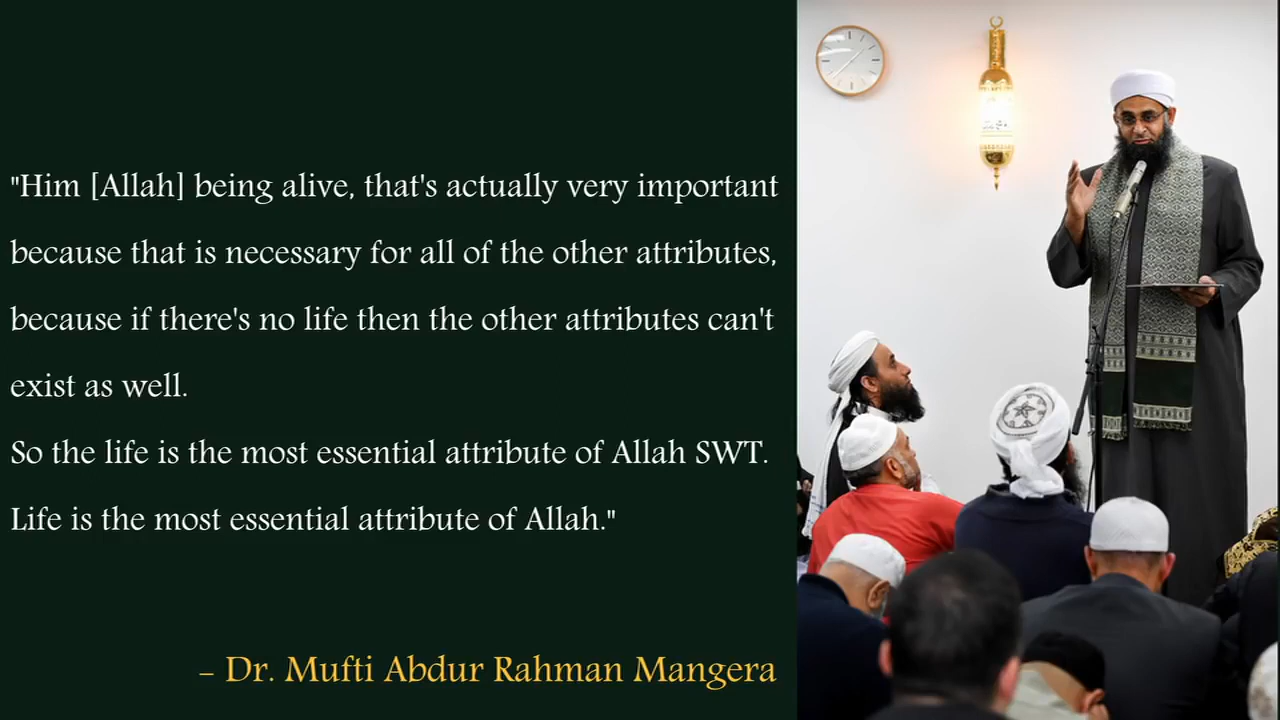 "Him [Allah] being alive, that's actually very important
because that is necessary for all of the other attributes,
because if there's no life then the other attributes can't
exist as well.
So the life is the most essential attribute of Allah SWT.
Life is the most essential attribute of Allah."
– Dr. Mufti Abdur Rahman Mangera